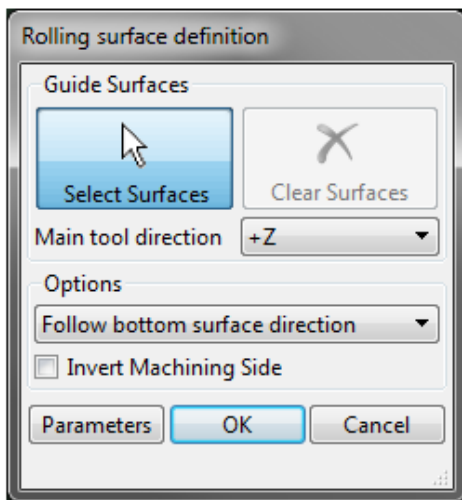 Rolling surface definition
Guide Surfaces
Select Surfaces
Clear Surfaces
Main tool direction
+Z
Options
Follow bottom surface direction
Invert Machining Side
Parameters
OK
Cancel